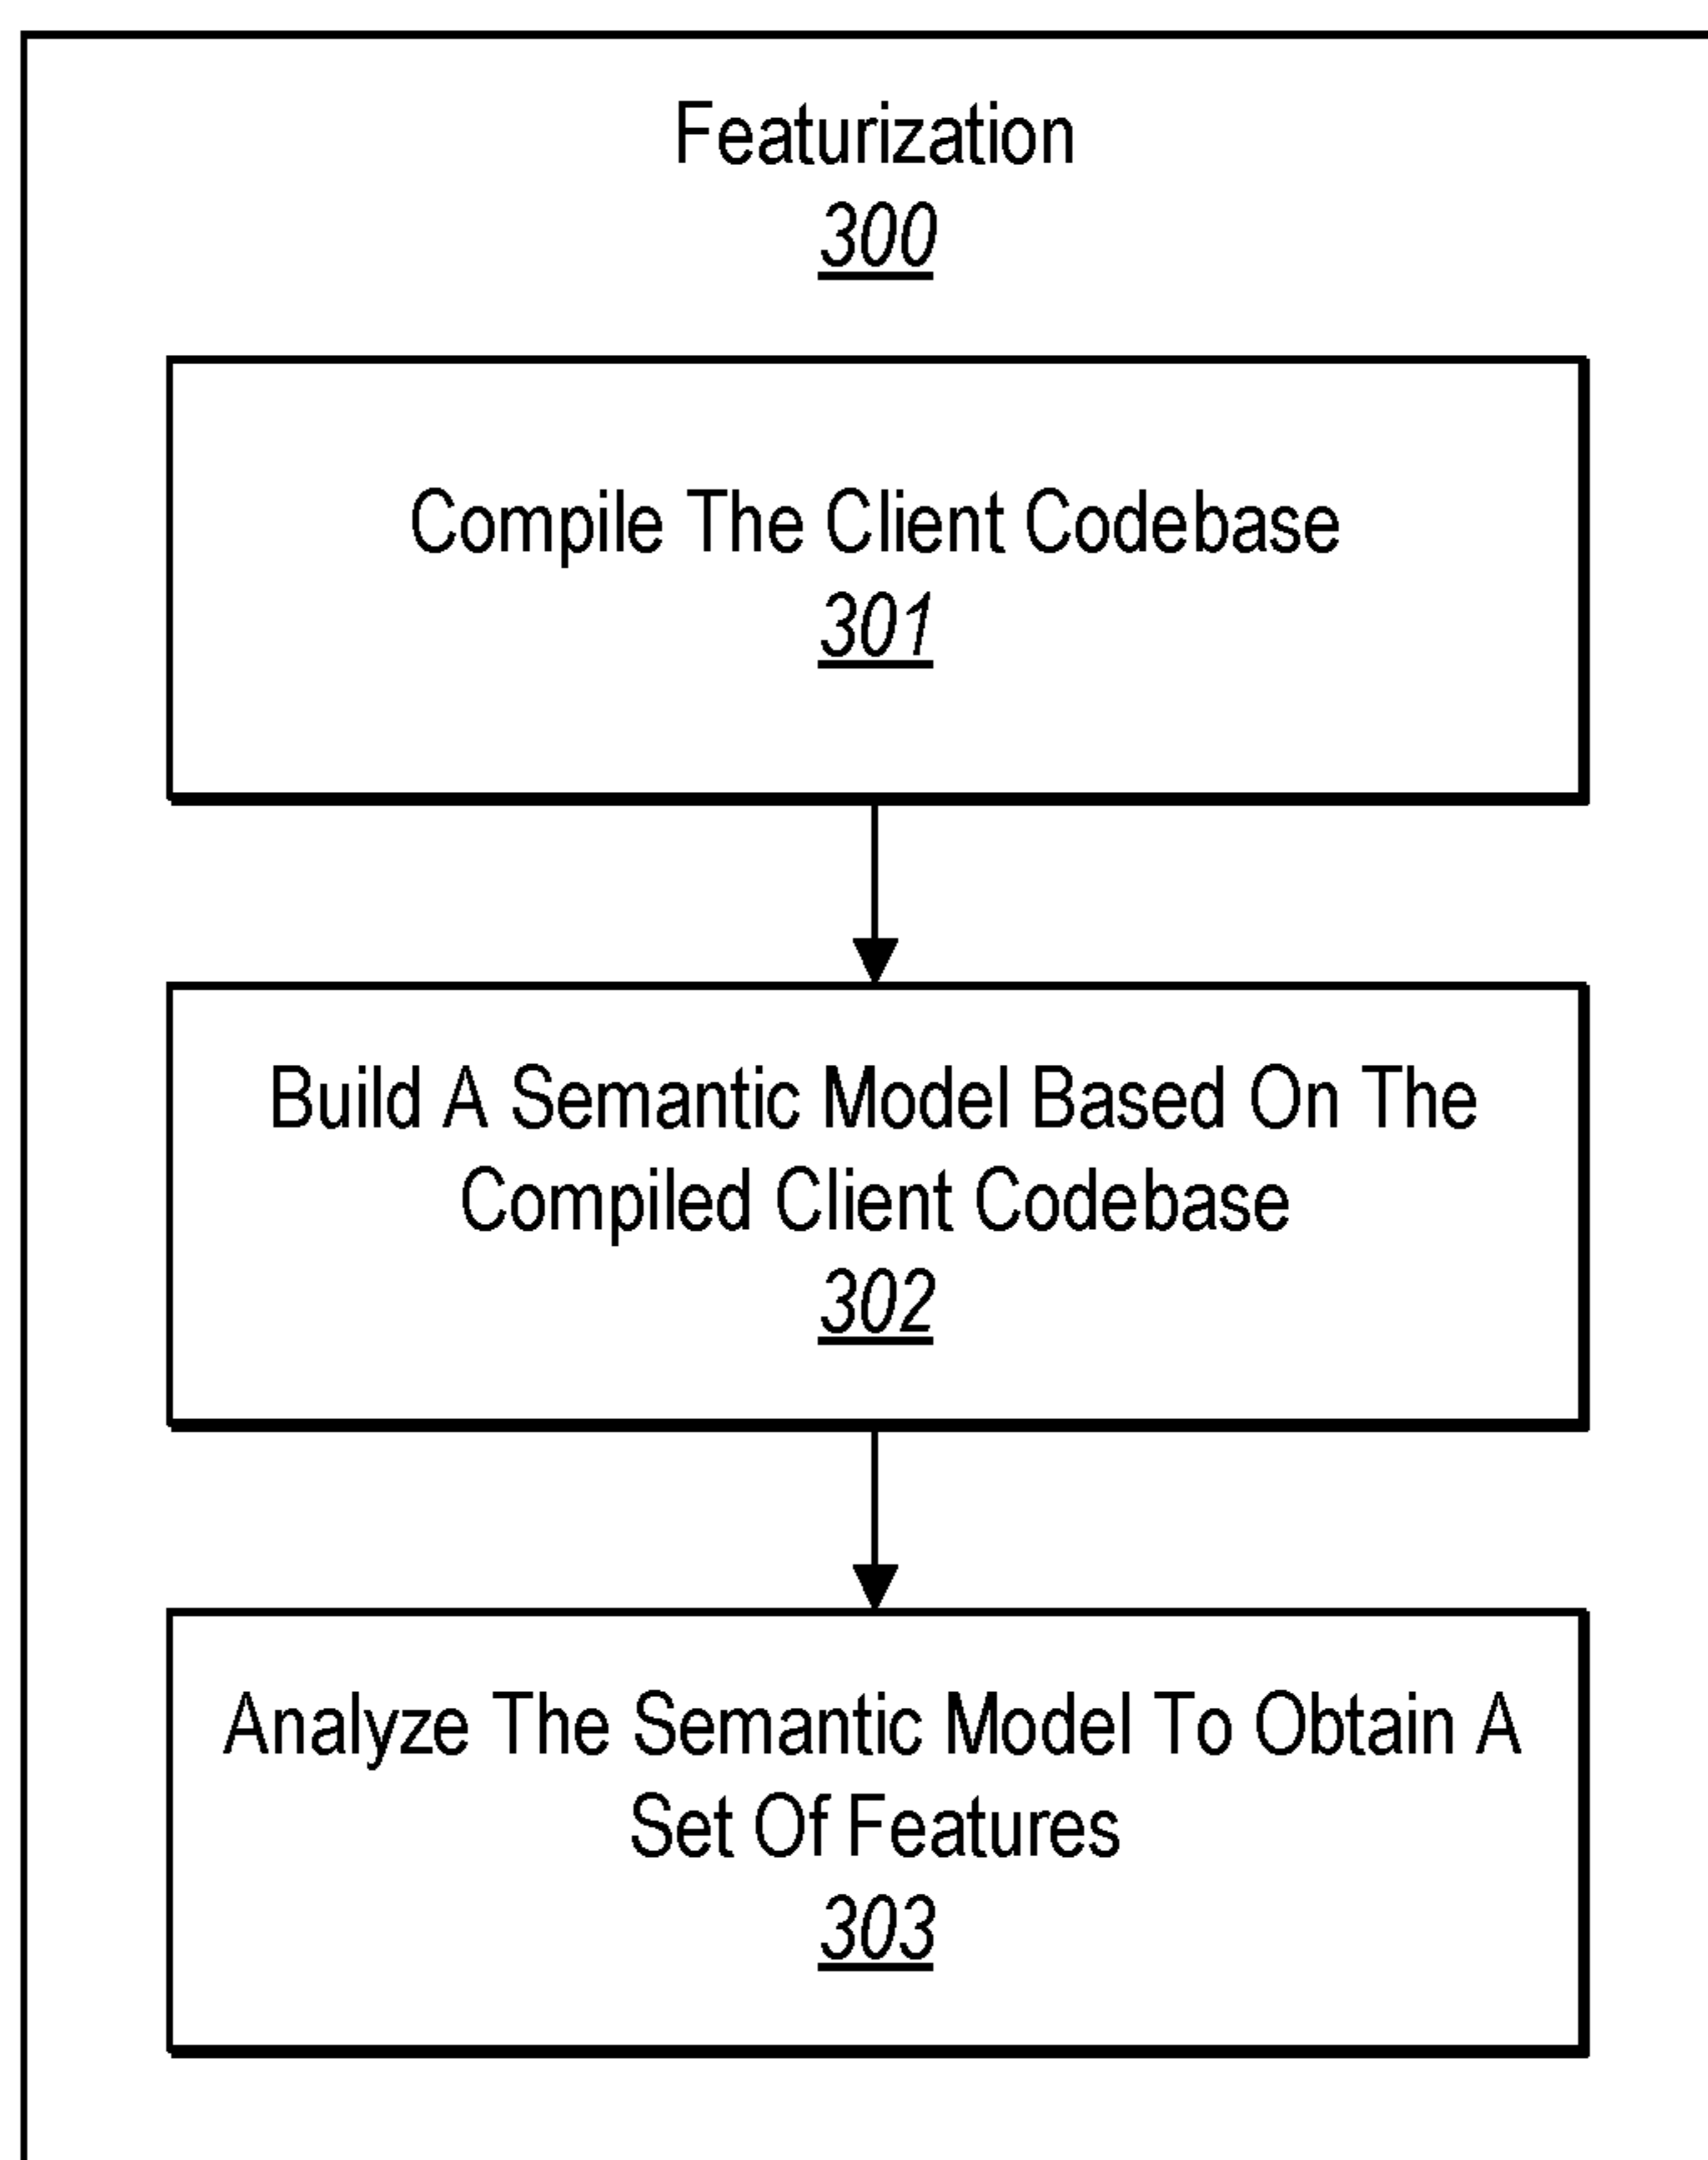 Featurization
300
Compile The Client Codebase
301
Build A Semantic Model Based On The
Compiled Client Codebase
302
Analyze The Semantic Model To Obtain A
Set Of Features
303